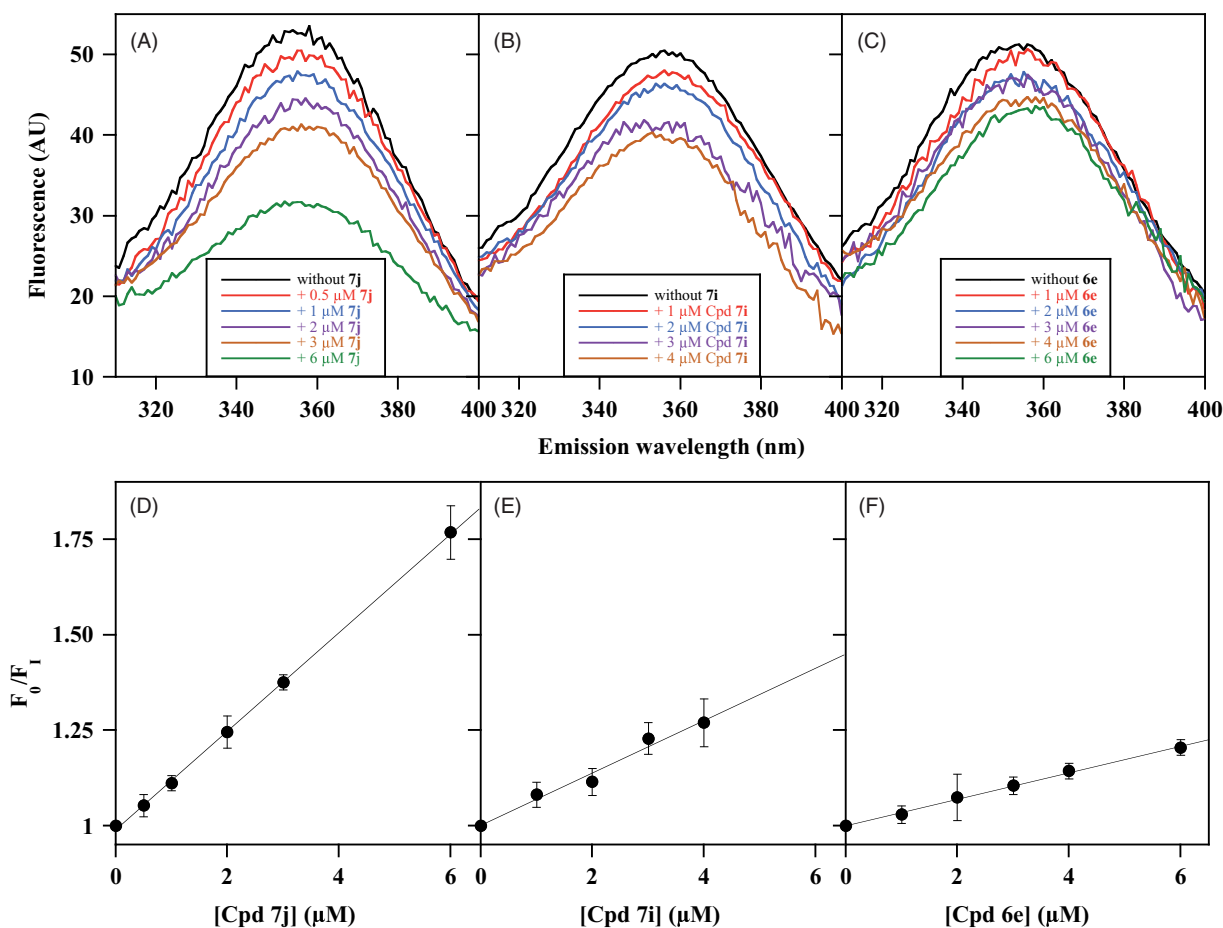 (A)
(B)
(C)
Fluorescence (AU)
50
40
30
20
10
without 7j
+ 0.5 µM 7j
+ 1 µM 7j
+ 2 µM 7j
+ 3 µM 7j
+ 6 µM 7j
without 7i
+ 1 µM Cpd 7i
+ 2 µM Cpd 7i
+ 3 µM Cpd 7i
+ 4 µM Cpd 7i
without 6e
+ 1 µM 6e
+ 2 µM 6e
+ 3 µM 6e
+ 4 µM 6e
+ 6 µM 6e
320 340 360 380 400 320 340 360 380 400 320 340 360 380 400
Emission wavelength (nm)
(D)
(E)
(F)
F0/FI
1.75
1.50
1.25
1
0 2 4 6 0 2 4 6 0 2 4 6
[Cpd 7j] (µM)
[Cpd 7i] (µM)
[Cpd 6e] (µM)